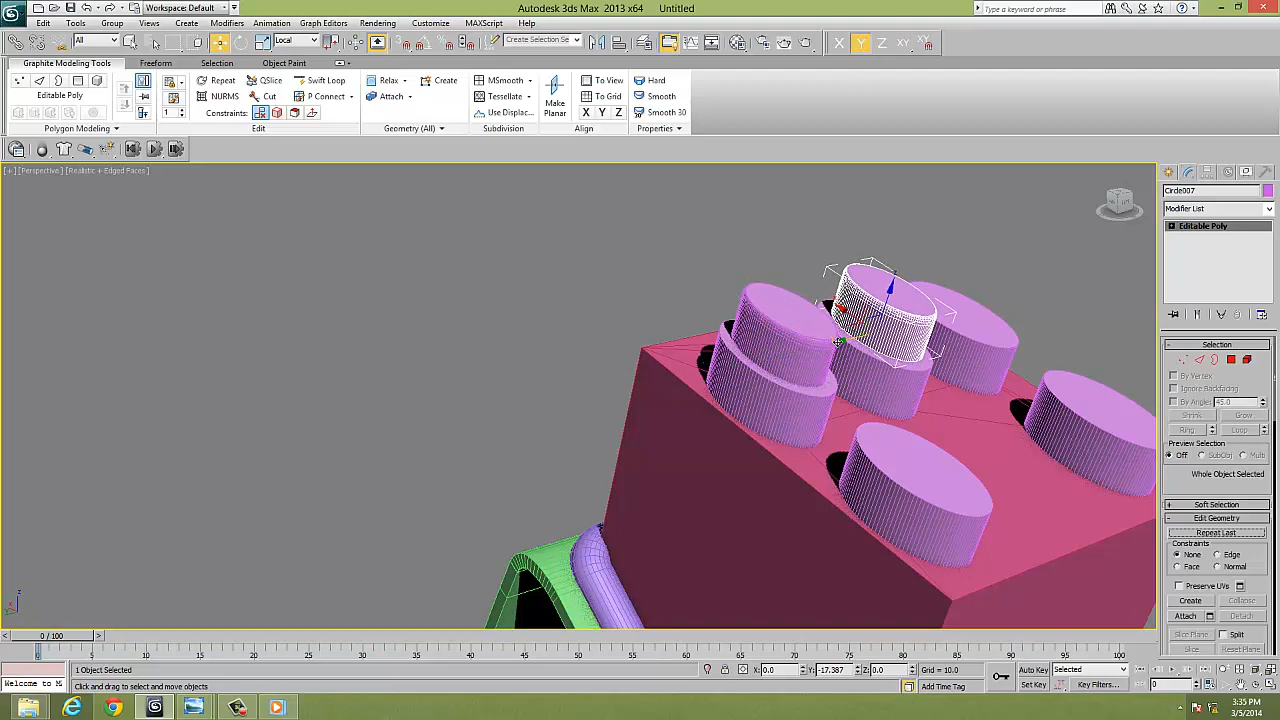 Workspace: Default
Autodesk 3ds Max 2013 x64
Untitled
Type a keyword or phrase
Edit Tools Group Views Create Modifiers Animation Graph Editors Rendering Customize MAXScript Help
All
Local
Create Selection Se
X Y Z XY
Graphite Modeling Tools Freeform Selection Object Paint
Repeat QSlice Swift Loop Relax Create MSmooth To View Hard
Editable Poly NURMS Cut P Connect Attach Tessellate Make Planar To Grid Smooth
1 Constraints: Use Displac... X Y Z Smooth 30
Polygon Modeling Edit Geometry (All) Subdivision Align Properties
[+] [Perspective] [Realistic + Edged Faces]
Circle007
Modifier List
Editable Poly
Selection
By Vertex
Ignore Backfacing
By Angle: 45.0
Shrink Grow
Ring Loop
Preview Selection
Off SubObj Multi
Whole Object Selected
Soft Selection
Edit Geometry
Repeat Last
Constraints
None Edge
Face Normal
Preserve UVs
Create Collapse
Attach Detach
Slice Plane Split
Slice Reset Plane
0 / 100
0 5 10 15 20 25 30 35 40 45 50 55 60 65 70 75 80 85 90 95 100
1 Object Selected X: 0.0 Y: -17.387 Z: 0.0 Grid = 10.0 Auto Key Selected
Welcome to M Click and drag to select and move objects Add Time Tag Set Key Key Filters... 0
3:35 PM
3/5/2014